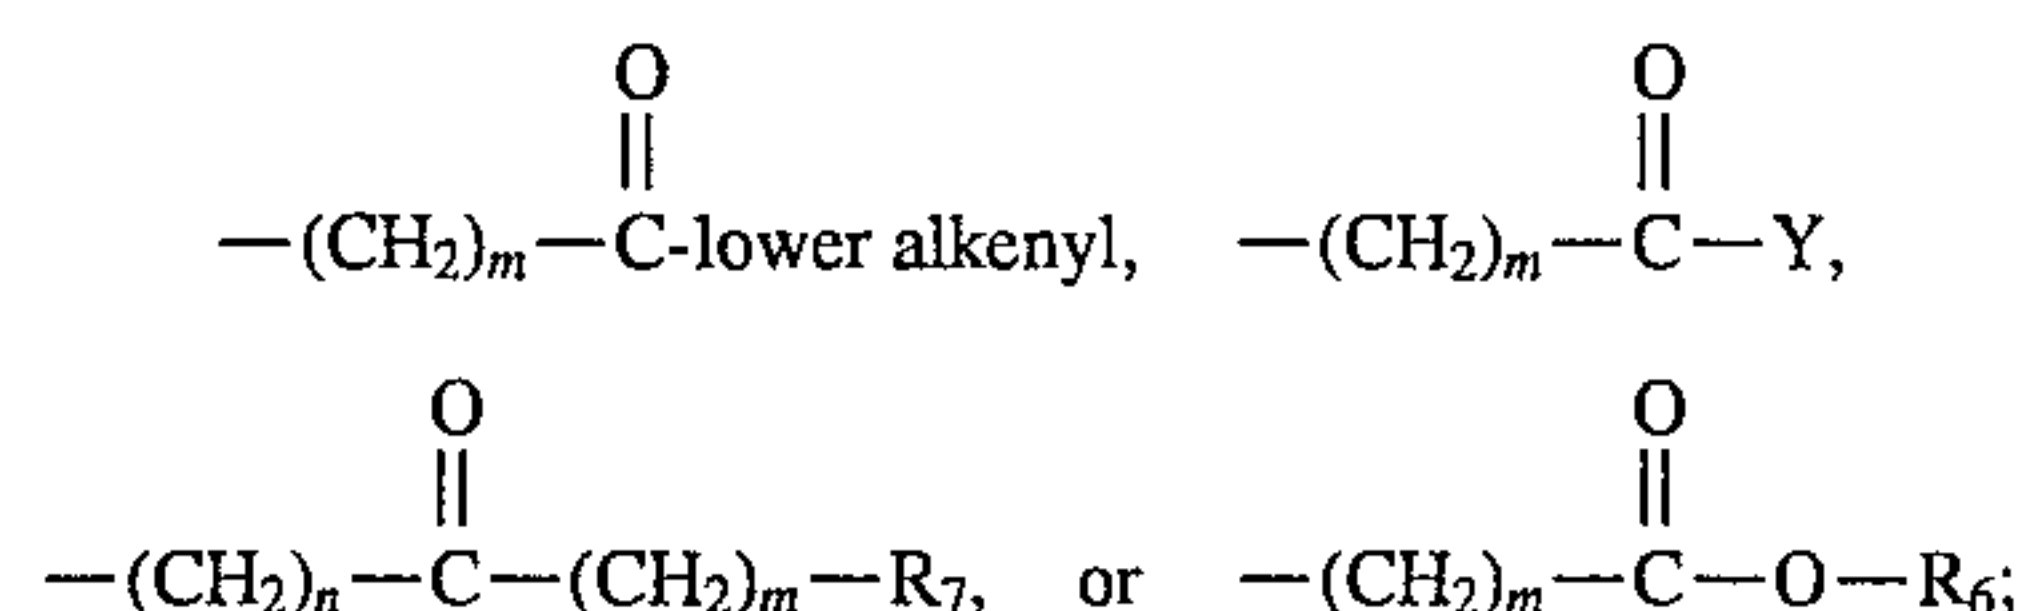 O O
—(CH₂)ₘ—C-lower alkenyl, —(CH₂)ₘ—C—Y,
O O
—(CH₂)ₙ—C—(CH₂)ₘ—R₇, or —(CH₂)ₘ—C—O—R₆;